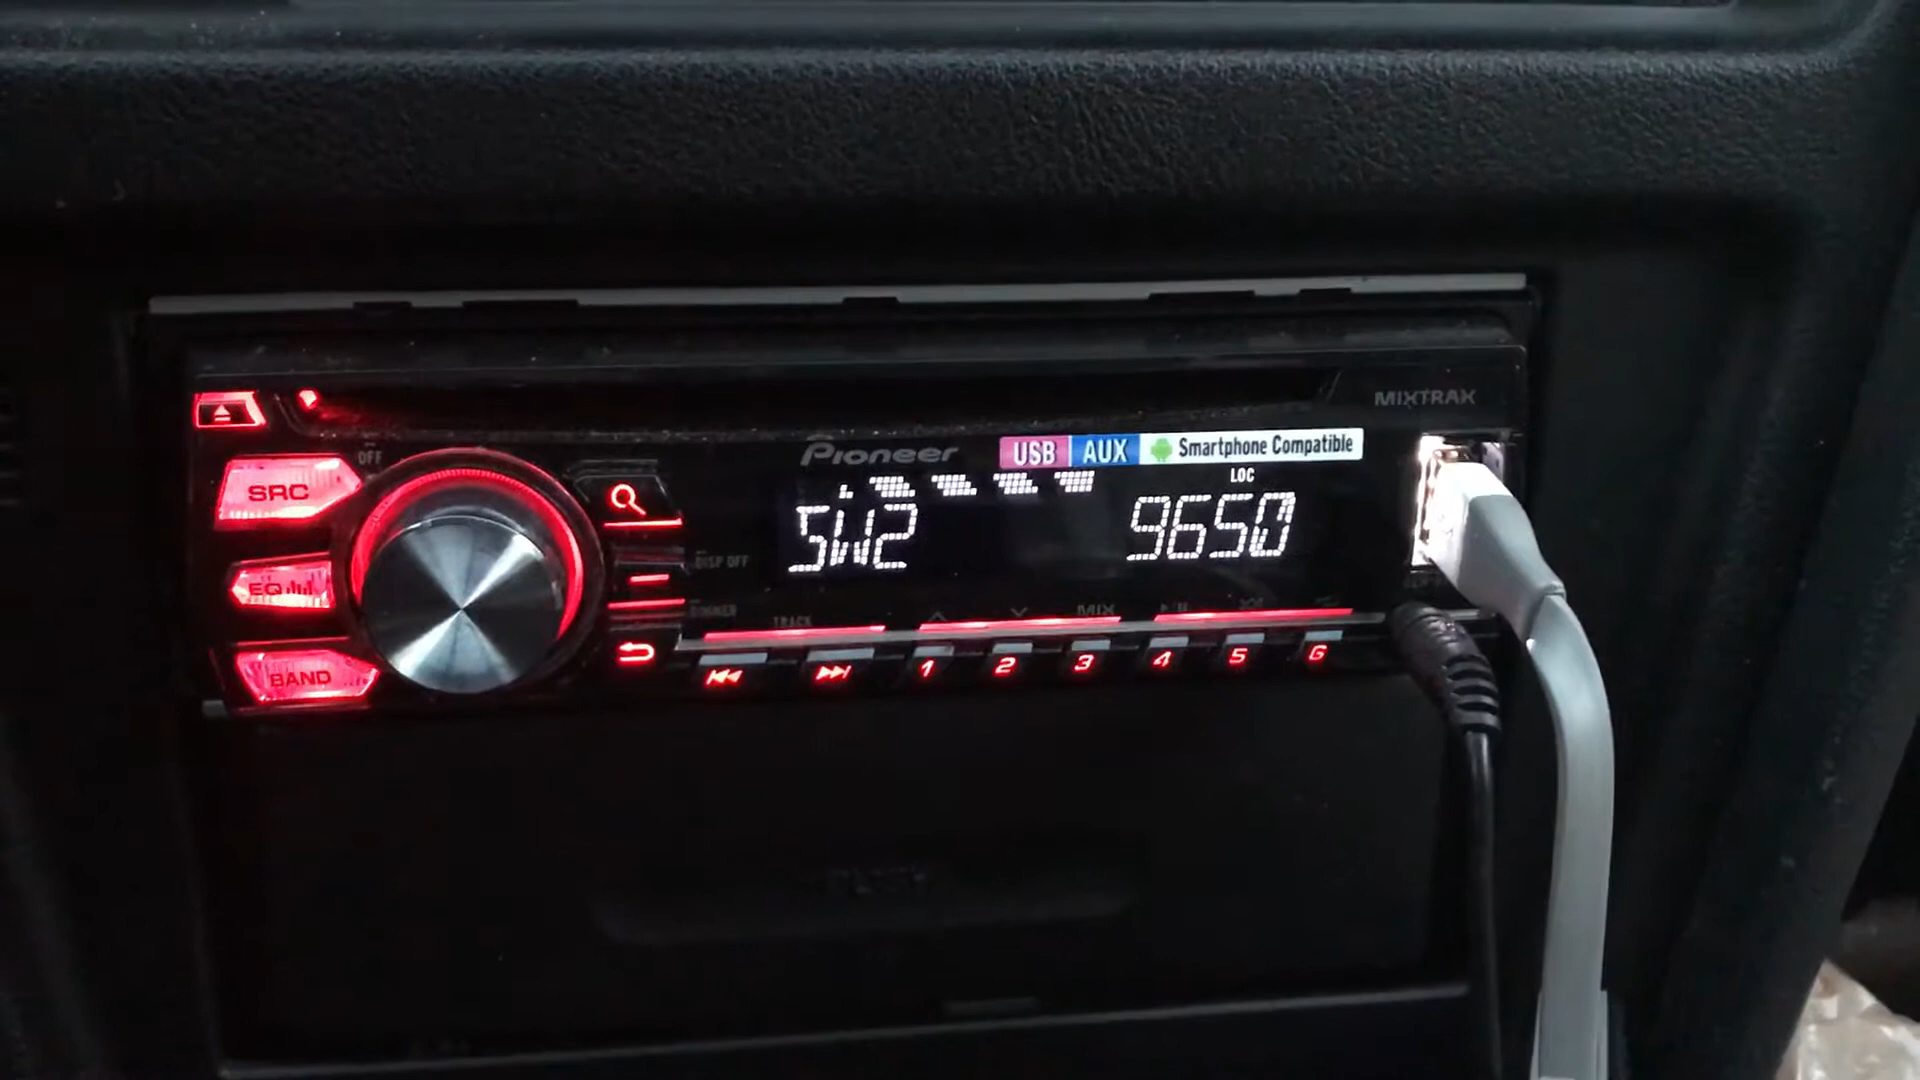 MIXTRAX
OFF
Pioneer
USB AUX Smartphone Compatible
LOC
SRC
SW2 9650
DISP OFF
EQ
DIMMER
TRACK
MIX
BAND
1 2 3 4 5 6